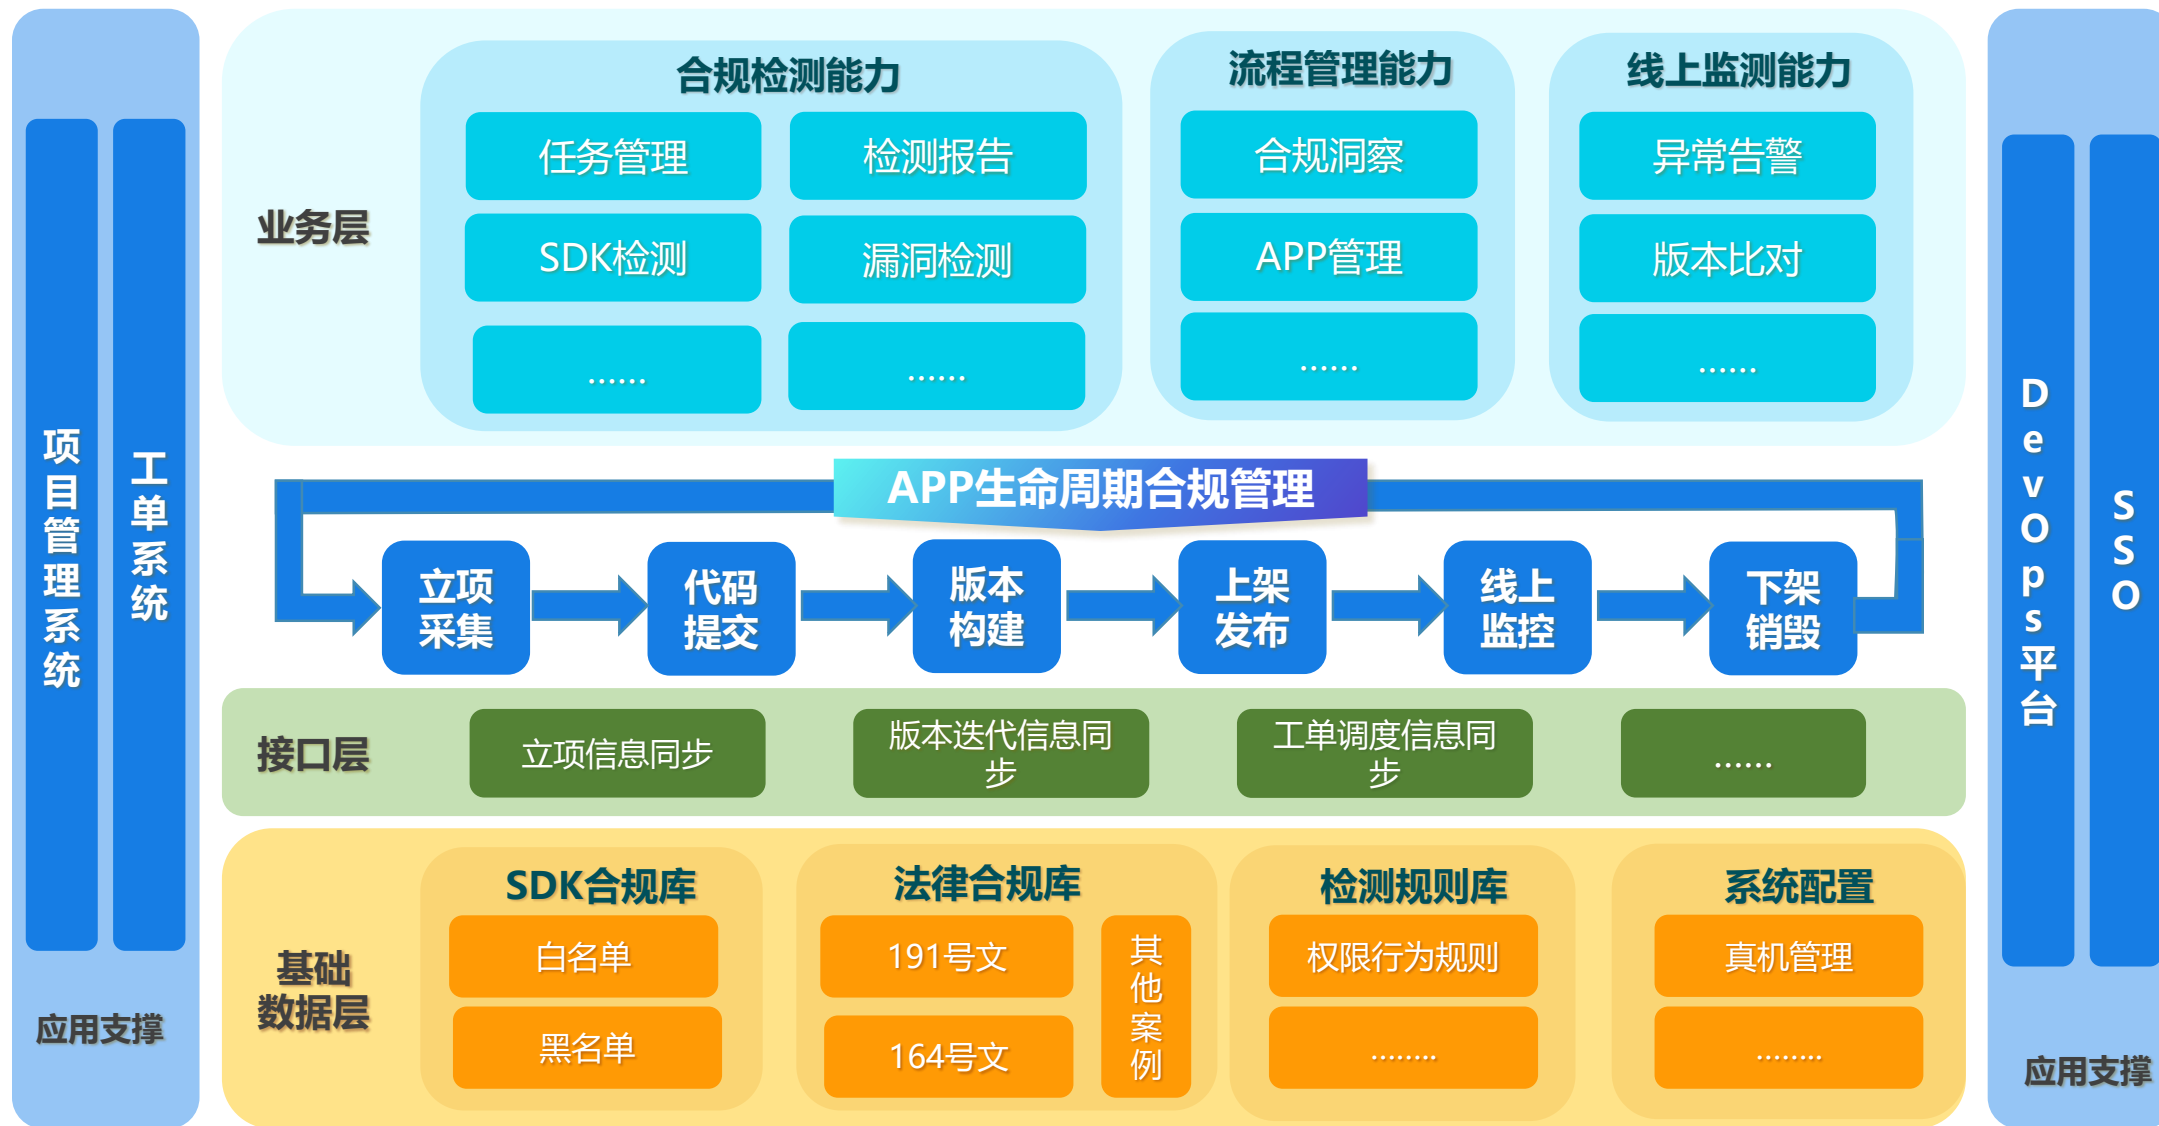 项目管理系统
工单系统
应用支撑
业务层
合规检测能力
任务管理
检测报告
SDK检测
漏洞检测
......
......
流程管理能力
合规洞察
APP管理
......
线上监测能力
异常告警
版本比对
......
APP生命周期合规管理
立项
采集
代码
提交
版本
构建
上架
发布
线上
监控
下架
销毁
接口层
立项信息同步
版本迭代信息同
步
工单调度信息同
步
......
基础
数据层
SDK合规库
白名单
黑名单
法律合规库
191号文
164号文
其他案例
检测规则库
权限行为规则
........
系统配置
真机管理
........
DevOps平台
SSO
应用支撑